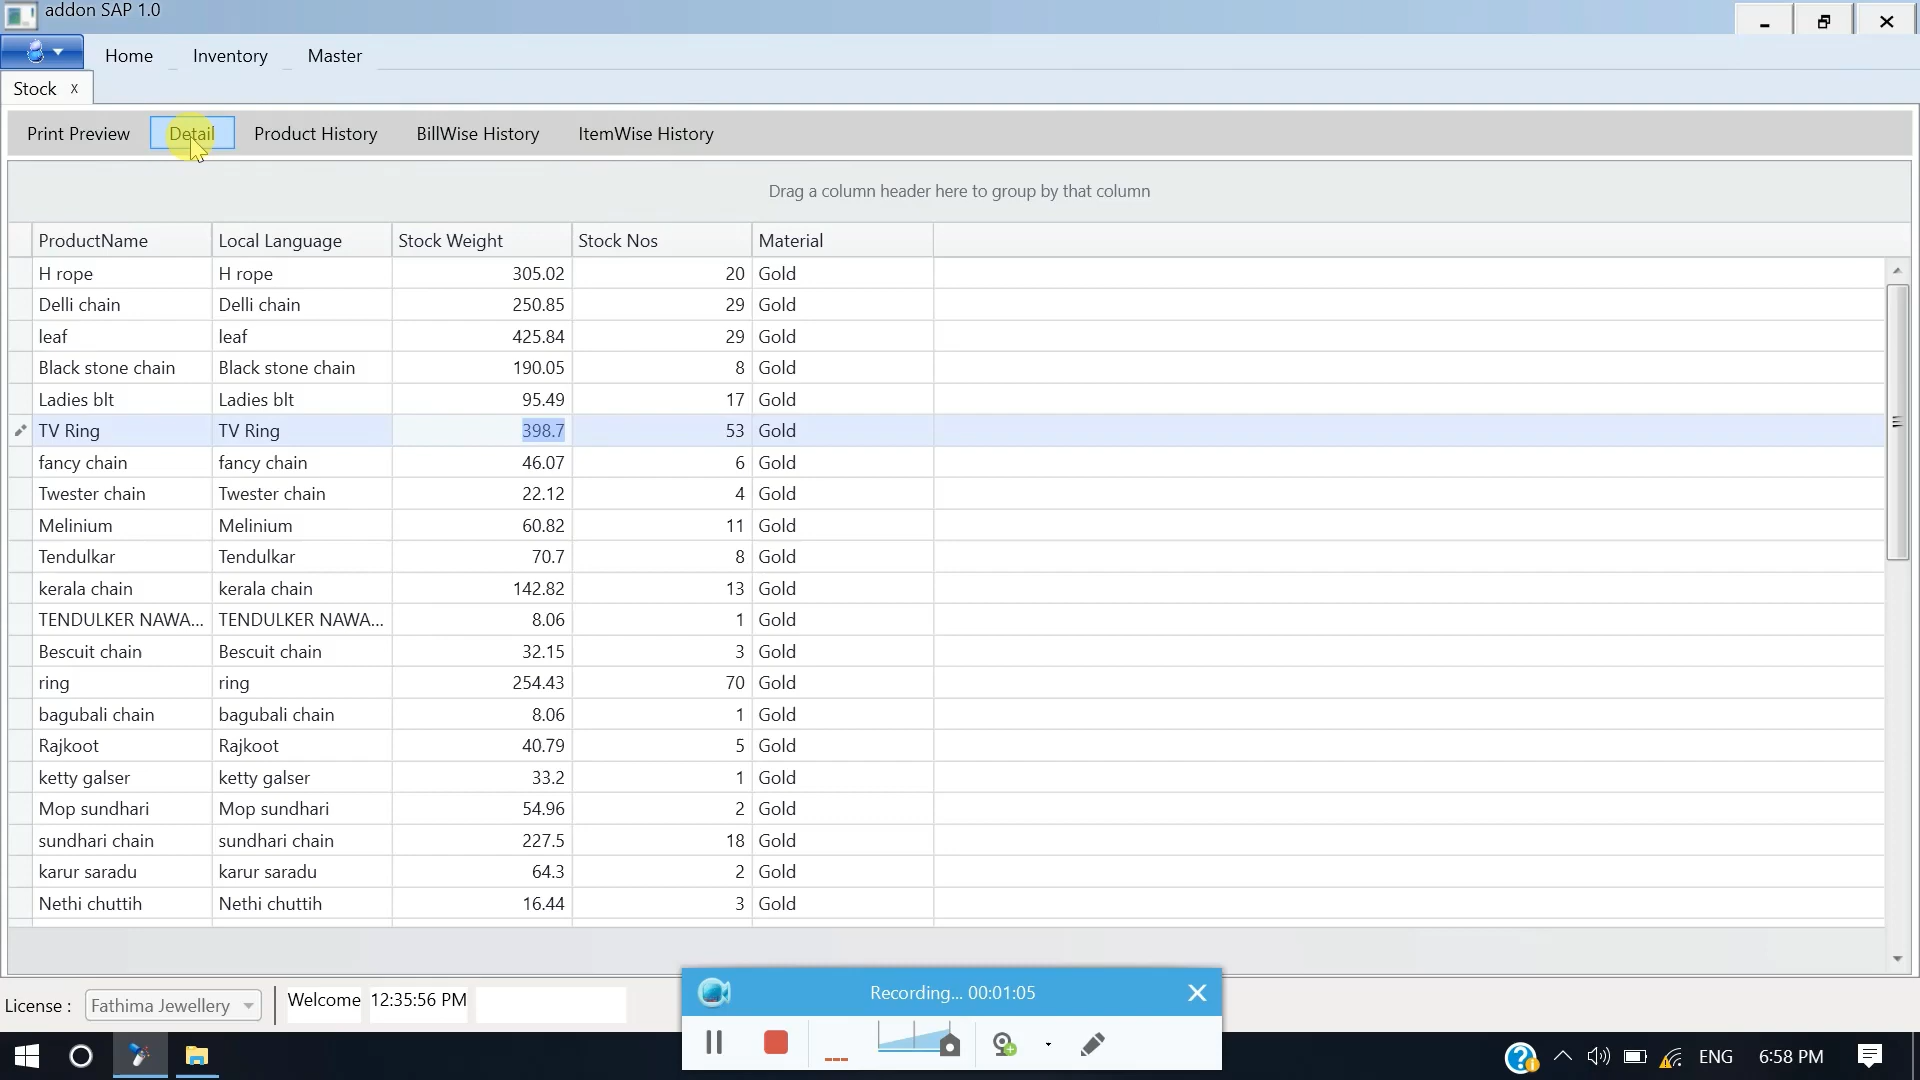 addon SAP 1.0
Home Inventory Master
Stock x
Print Preview Detail Product History BillWise History ItemWise History
Drag a column header here to group by that column
ProductName Local Language Stock Weight Stock Nos Material
H rope H rope 305.02 20 Gold
Delli chain Delli chain 250.85 29 Gold
leaf leaf 425.84 29 Gold
Black stone chain Black stone chain 190.05 8 Gold
Ladies blt Ladies blt 95.49 17 Gold
TV Ring TV Ring 398.7 53 Gold
fancy chain fancy chain 46.07 6 Gold
Twester chain Twester chain 22.12 4 Gold
Melinium Melinium 60.82 11 Gold
Tendulkar Tendulkar 70.7 8 Gold
kerala chain kerala chain 142.82 13 Gold
TENDULKER NAWA... TENDULKER NAWA... 8.06 1 Gold
Bescuit chain Bescuit chain 32.15 3 Gold
ring ring 254.43 70 Gold
bagubali chain bagubali chain 8.06 1 Gold
Rajkoot Rajkoot 40.79 5 Gold
ketty galser ketty galser 33.2 1 Gold
Mop sundhari Mop sundhari 54.96 2 Gold
sundhari chain sundhari chain 227.5 18 Gold
karur saradu karur saradu 64.3 2 Gold
Nethi chuttih Nethi chuttih 16.44 3 Gold
License : Fathima Jewellery Welcome 12:35:56 PM
Recording... 00:01:05
ENG 6:58 PM